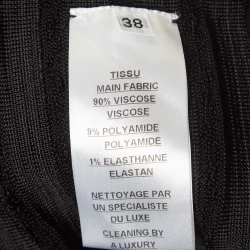 38
TISSU
MAIN FABRIC
90% VISCOSE
VISCOSE
9% POLYAMIDE
POLYAMIDE
1% ELASTHANNE
ELASTAN
NETTOYAGE PAR
UN SPECIALISTE
DU LUXE
CLEANING BY
A LUXURY